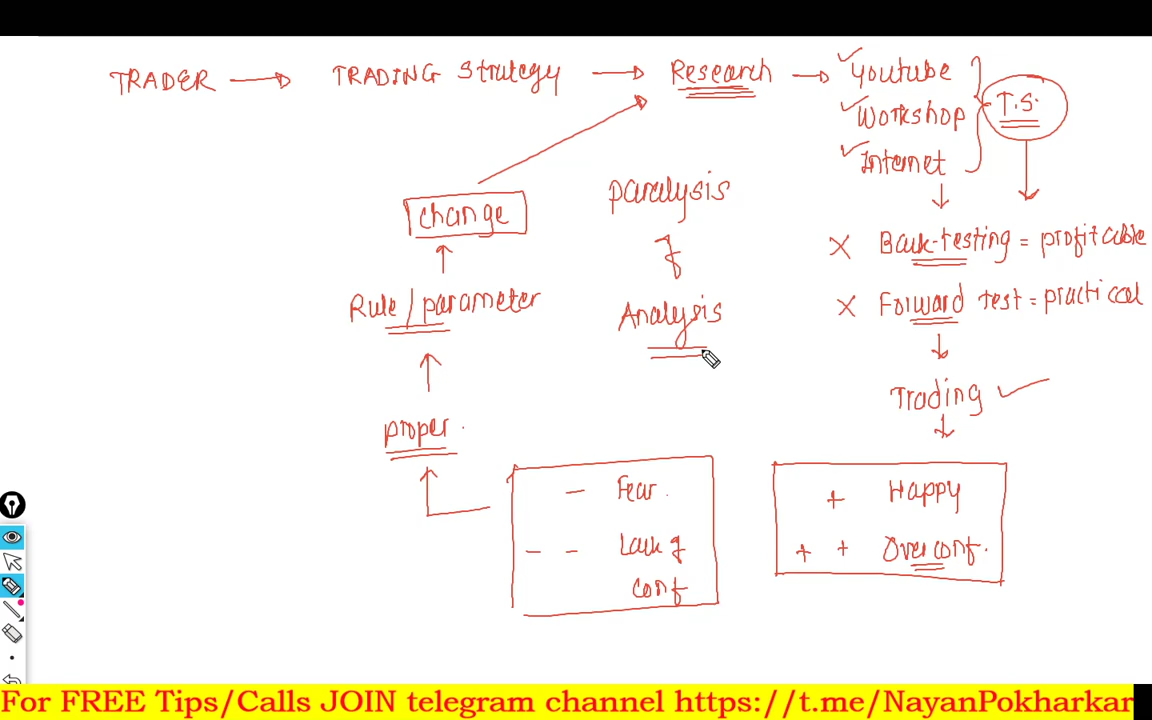 TRADER → TRADING Strategy → Research → Youtube
Workshop
Internet
T.S.
change
paralysis
of
Analysis
Rule/parameter
proper.
X Back-testing = profitable
X Forward test = practical
Trading ✓
- Fear.
- - Lack of
conf
+ Happy
+ + Overconf.
For FREE Tips/Calls JOIN telegram channel https://t.me/NayanPokharkar